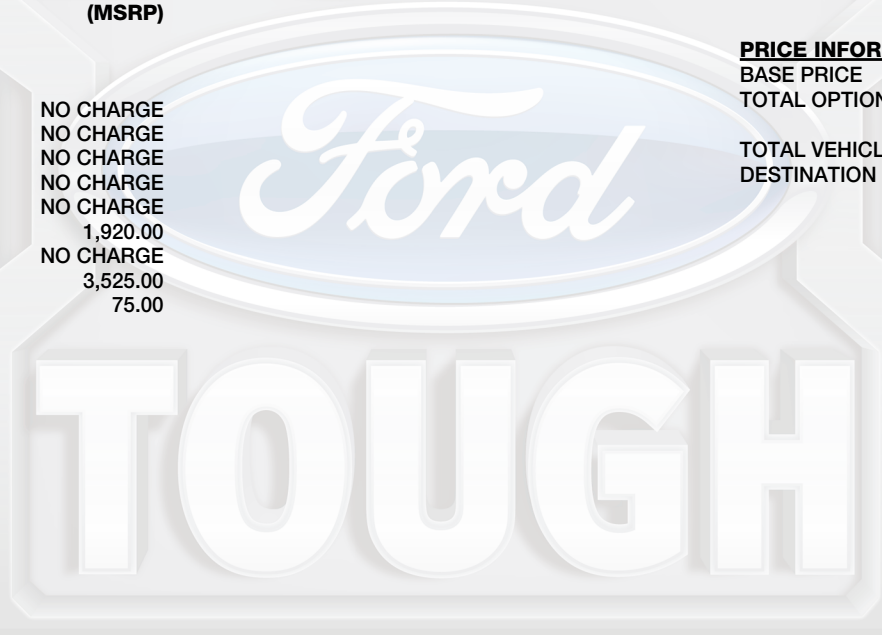 (MSRP)
NO CHARGE
NO CHARGE
NO CHARGE
NO CHARGE
NO CHARGE
1,920.00
NO CHARGE
3,525.00
75.00
PRICE INFOR
BASE PRICE
TOTAL OPTION
TOTAL VEHICL
DESTINATION
Ford
TOUGH